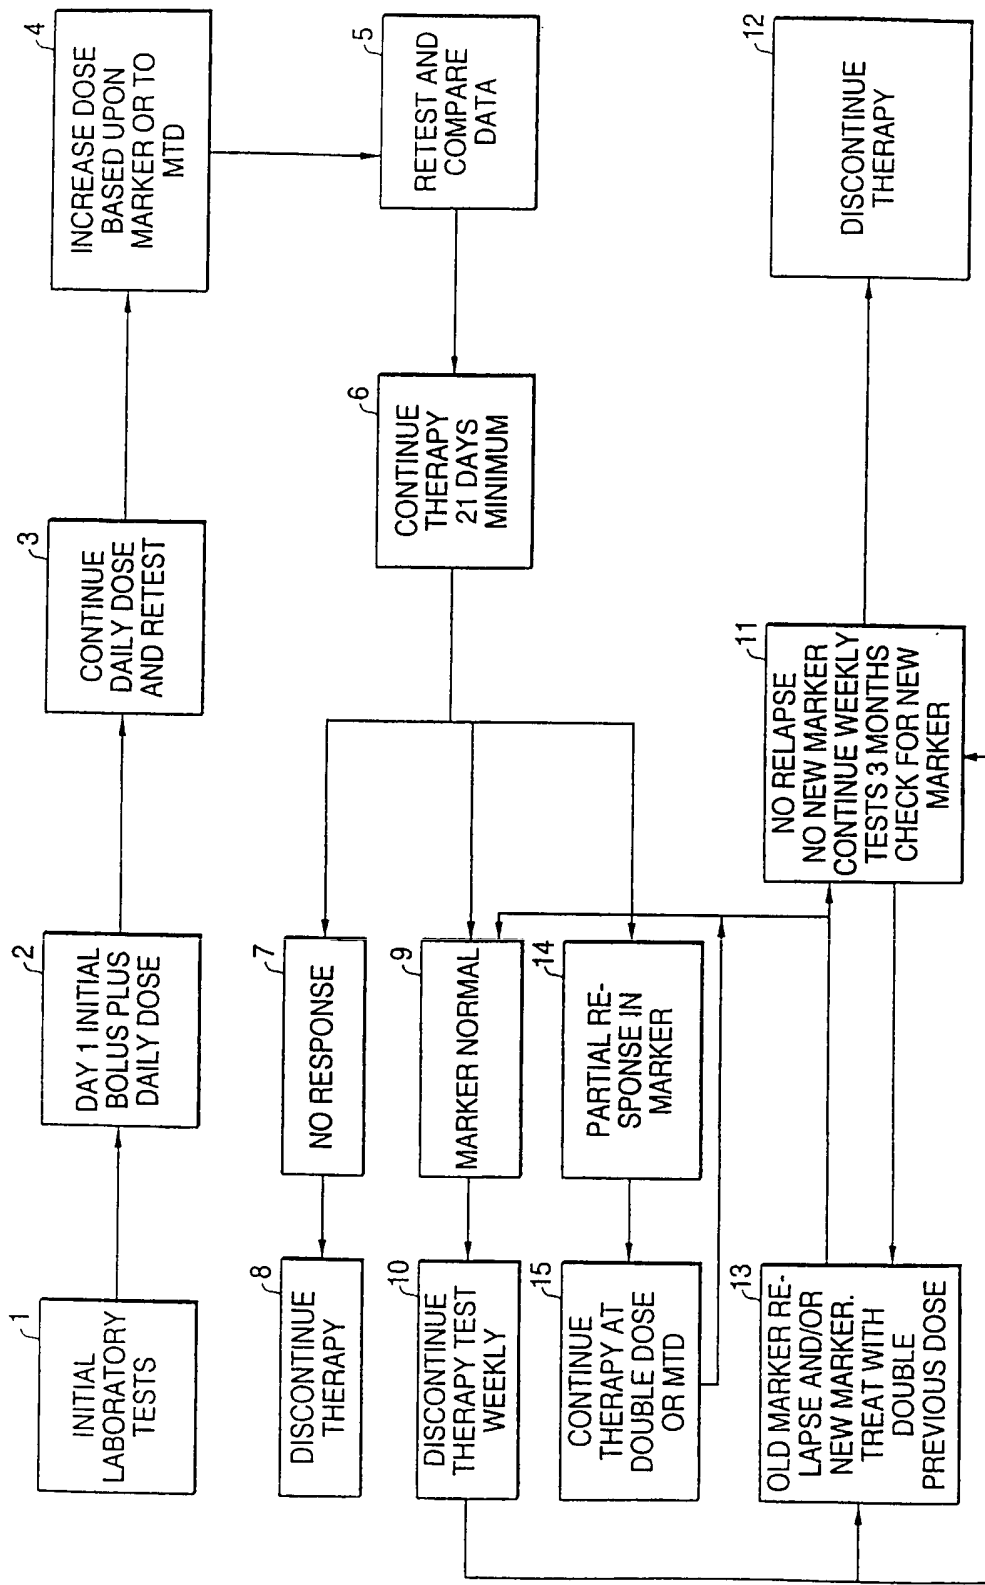 1
INITIAL
LABORATORY
TESTS
2
DAY 1 INITIAL
BOLUS PLUS
DAILY DOSE
3
CONTINUE
DAILY DOSE
AND RETEST
4
INCREASE DOSE
BASED UPON
MARKER OR TO
MTD
5
RETEST AND
COMPARE
DATA
6
CONTINUE
THERAPY
21 DAYS
MINIMUM
7
NO RESPONSE
8
DISCONTINUE
THERAPY
9
MARKER NORMAL
10
DISCONTINUE
THERAPY TEST
WEEKLY
14
PARTIAL RE-
SPONSE IN
MARKER
15
CONTINUE
THERAPY AT
DOUBLE DOSE
OR MTD
13
OLD MARKER RE-
LAPSE AND/OR
NEW MARKER.
TREAT WITH
DOUBLE
PREVIOUS DOSE
11
NO RELAPSE
NO NEW MARKER
CONTINUE WEEKLY
TESTS 3 MONTHS
CHECK FOR NEW
MARKER
12
DISCONTINUE
THERAPY